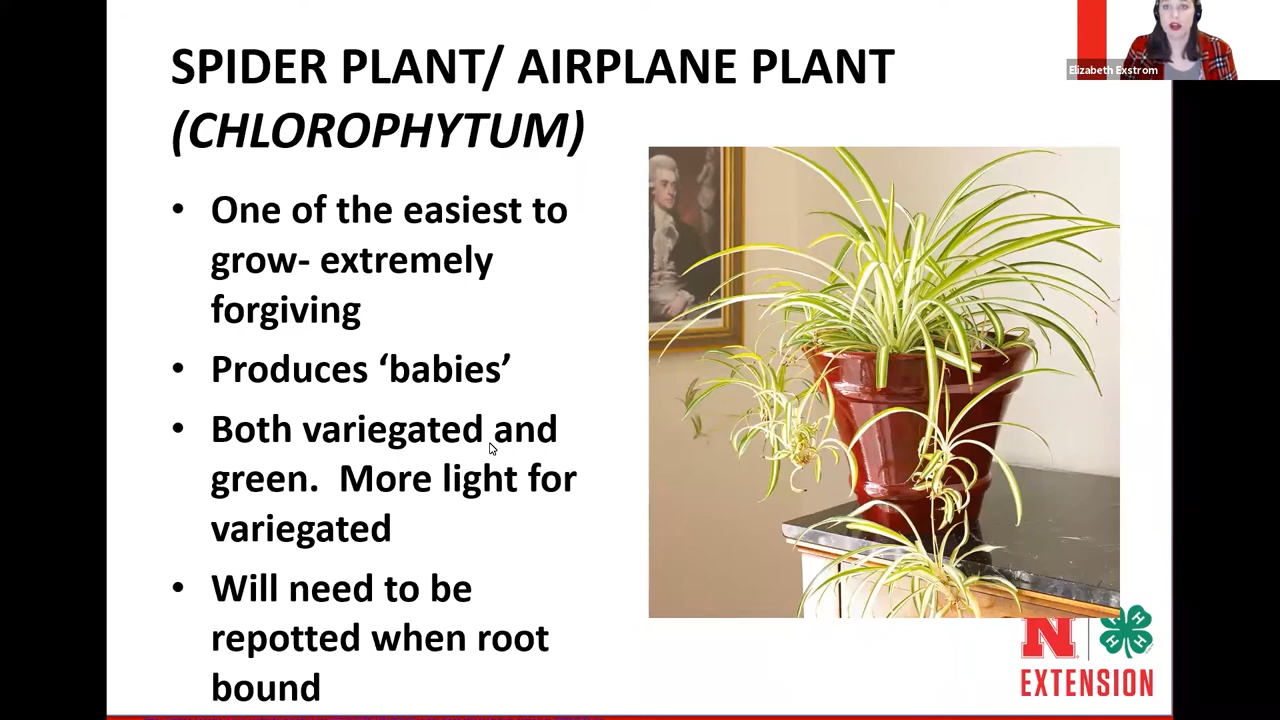 SPIDER PLANT/ AIRPLANE PLANT
(CHLOROPHYTUM)
• One of the easiest to
grow- extremely
forgiving
• Produces ‘babies’
• Both variegated and
green.  More light for
variegated
• Will need to be
repotted when root
bound
Elizabeth Exstrom
N
H H
H H
EXTENSION